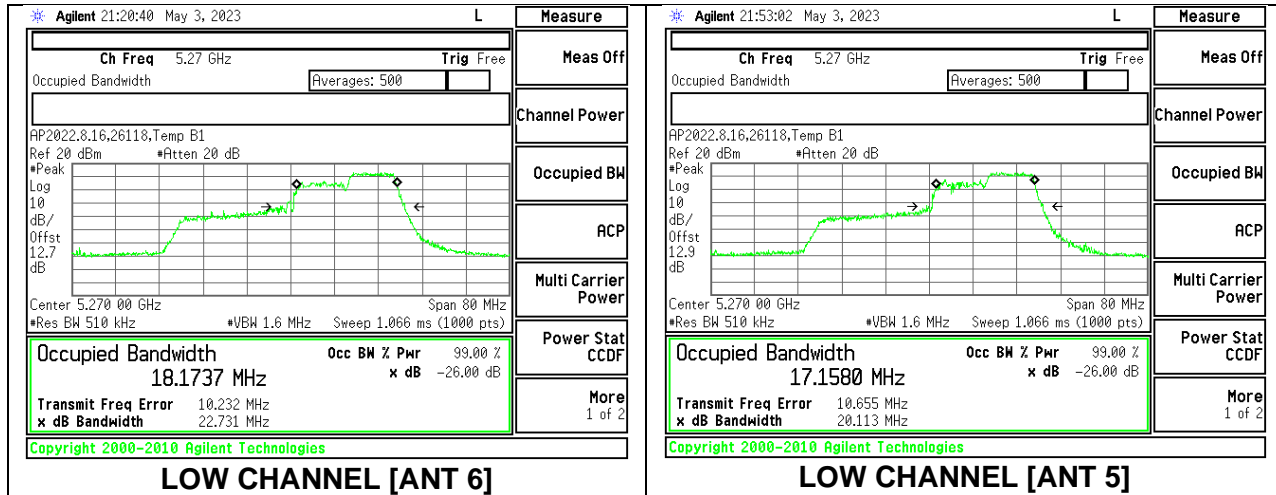 Agilent 21:20:40 May 3, 2023 L Measure
Ch Freq 5.27 GHz Trig Free
Meas Off
Occupied Bandwidth Averages: 500
Channel Power
AP2022.8.16,26118,Temp B1
Ref 20 dBm #Atten 20 dB
#Peak
Log
10
dB/
Offst
12.7
dB
Occupied BW
ACP
Multi Carrier
Power
Center 5.270 00 GHz Span 80 MHz
#Res BW 510 kHz #VBW 1.6 MHz Sweep 1.066 ms (1000 pts)
Power Stat
CCDF
Occupied Bandwidth Occ BW % Pwr 99.00 %
18.1737 MHz x dB -26.00 dB
Transmit Freq Error 10.232 MHz
x dB Bandwidth 22.731 MHz
More
1 of 2
Copyright 2000-2010 Agilent Technologies
LOW CHANNEL [ANT 6]
Agilent 21:53:02 May 3, 2023 L Measure
Ch Freq 5.27 GHz Trig Free
Meas Off
Occupied Bandwidth Averages: 500
Channel Power
AP2022.8.16,26118,Temp B1
Ref 20 dBm #Atten 20 dB
#Peak
Log
10
dB/
Offst
12.9
dB
Occupied BW
ACP
Multi Carrier
Power
Center 5.270 00 GHz Span 80 MHz
#Res BW 510 kHz #VBW 1.6 MHz Sweep 1.066 ms (1000 pts)
Power Stat
CCDF
Occupied Bandwidth Occ BW % Pwr 99.00 %
17.1580 MHz x dB -26.00 dB
Transmit Freq Error 10.655 MHz
x dB Bandwidth 20.113 MHz
More
1 of 2
Copyright 2000-2010 Agilent Technologies
LOW CHANNEL [ANT 5]